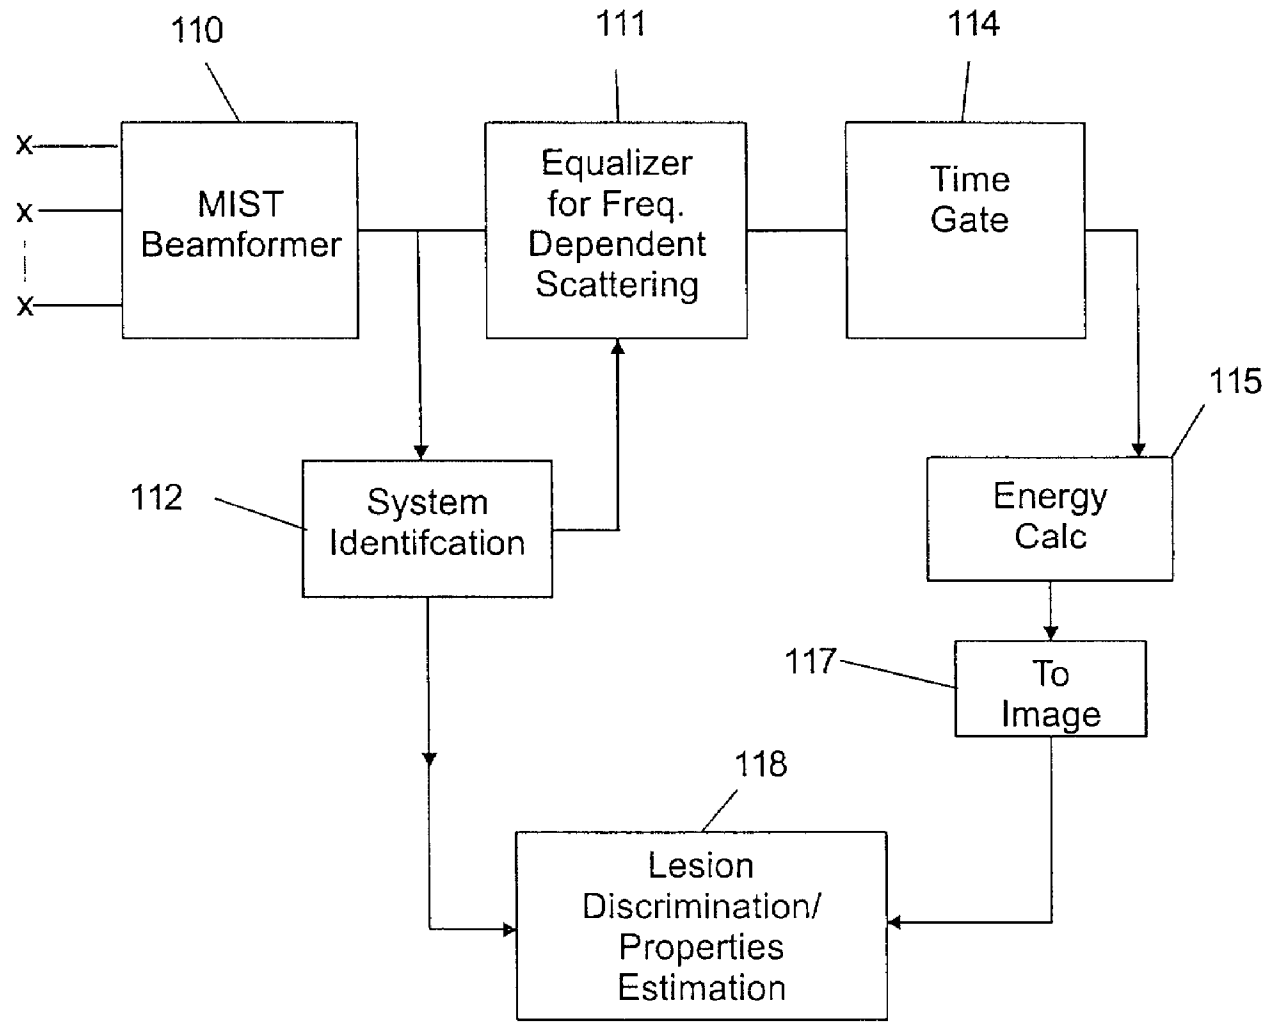 110
111
114
X
X
X
MIST
Beamformer
Equalizer
for Freq.
Dependent
Scattering
Time
Gate
115
112
System
Identifcation
Energy
Calc
117
To
Image
118
Lesion
Discrimination/
Properties
Estimation